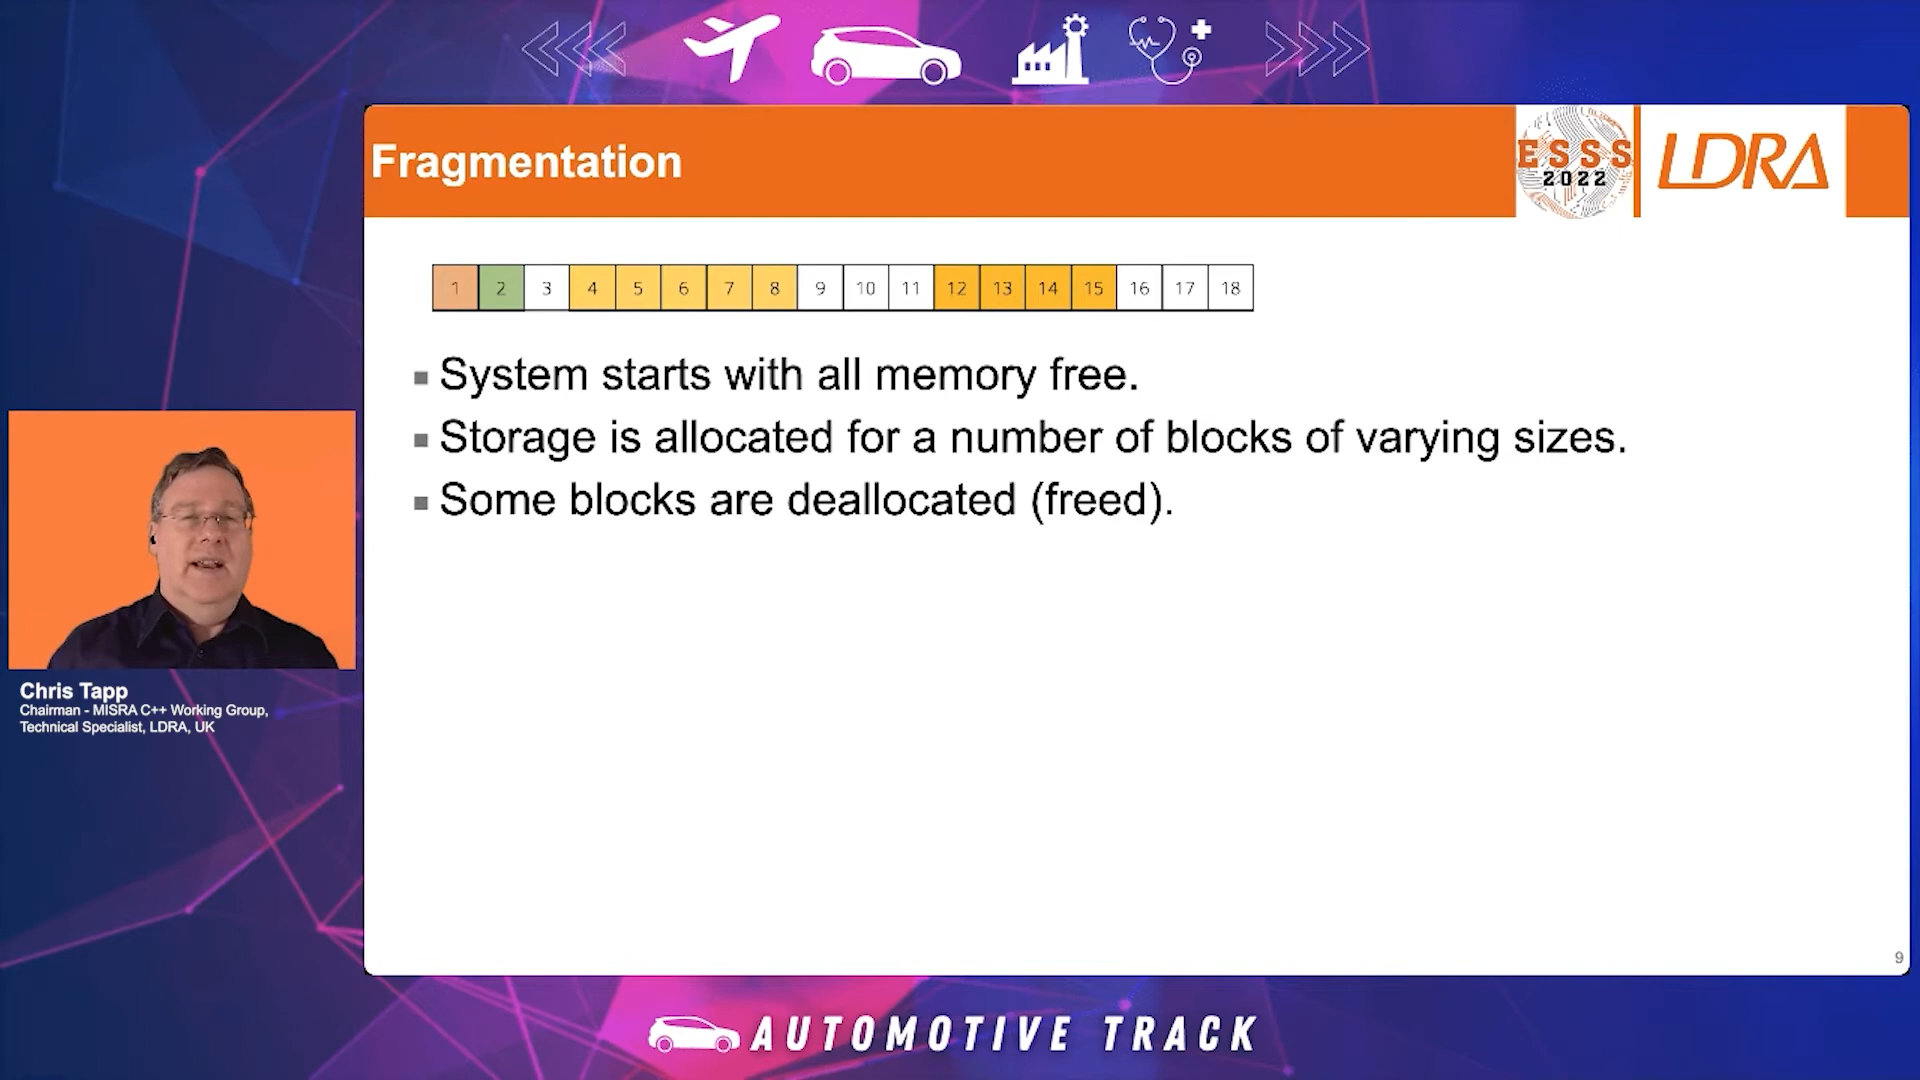 Fragmentation
ESSS
2022
LDRA
1 2 3 4 5 6 7 8 9 10 11 12 13 14 15 16 17 18
System starts with all memory free.
Storage is allocated for a number of blocks of varying sizes.
Some blocks are deallocated (freed).
Chris Tapp
Chairman - MISRA C++ Working Group,
Technical Specialist, LDRA, UK
9
AUTOMOTIVE TRACK